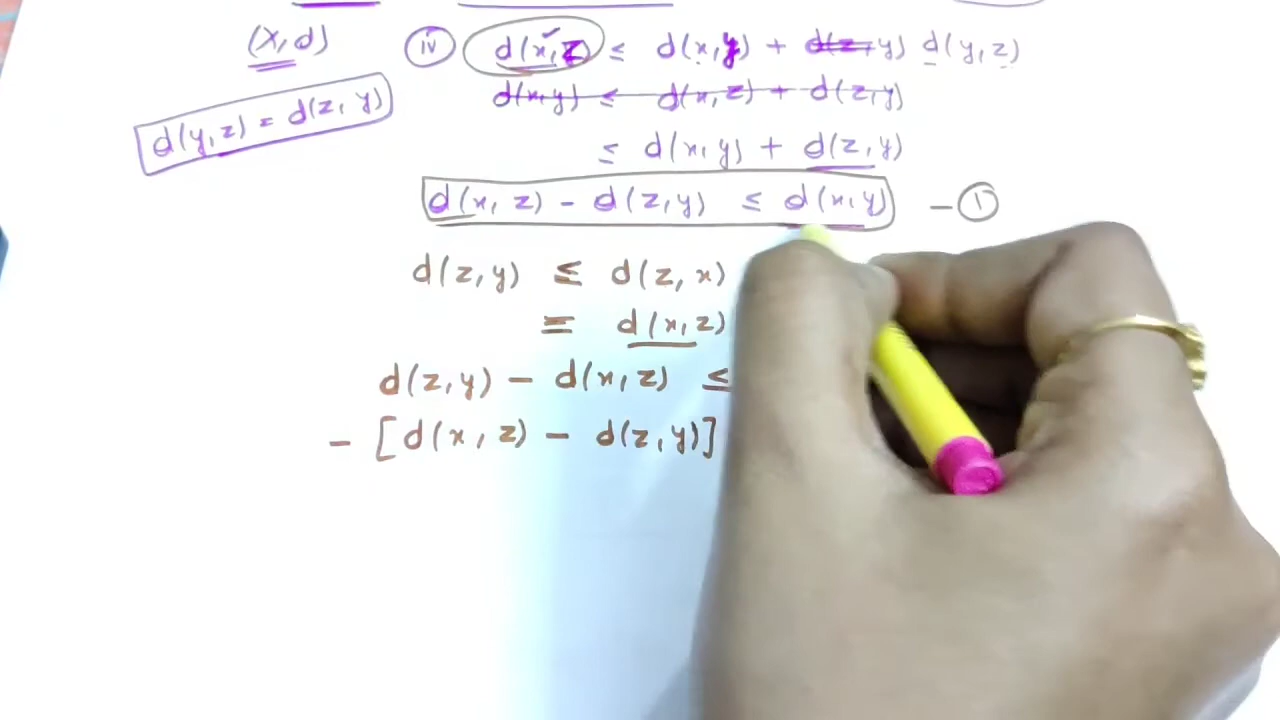 (X,d) (iv) d(x,z) ≤ d(x,y) + d(z,y) d(y,z)
d(y,z) = d(z,y) d(x,y) ≤ d(x,z) + d(z,y)
≤ d(x,y) + d(z,y)
d(x,z) - d(z,y) ≤ d(x,y) - (1)
d(z,y) ≤ d(z,x)
= d(x,z)
d(z,y) - d(x,z) ≤
- [d(x,z) - d(z,y)]